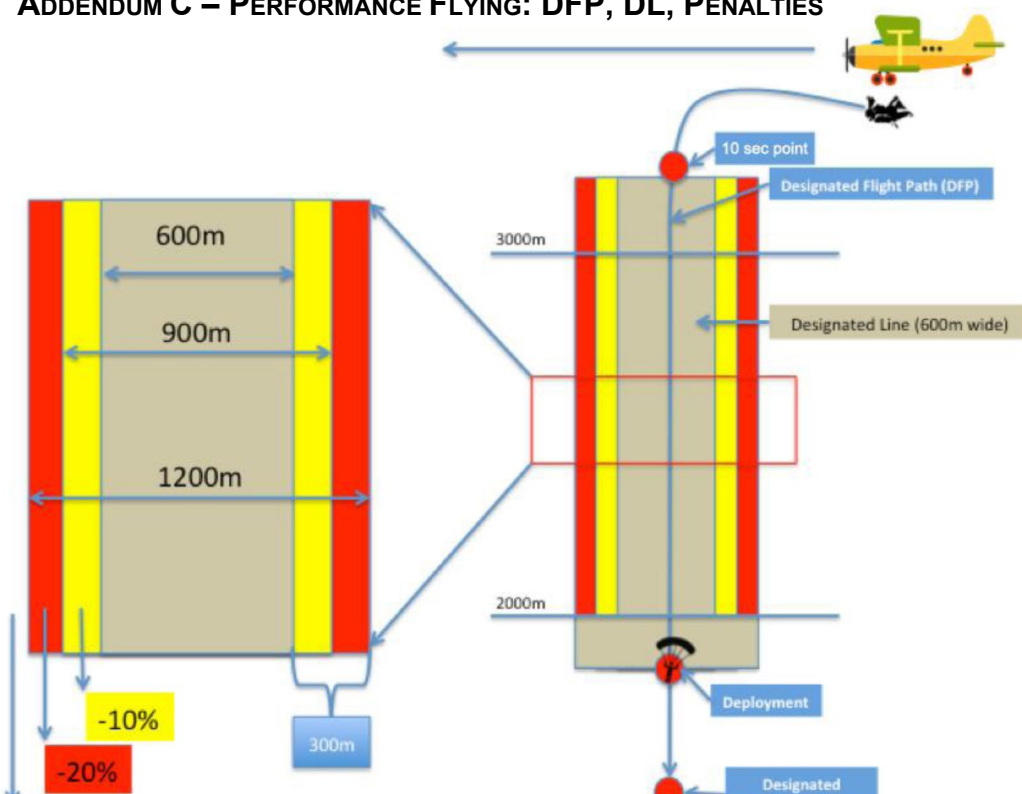 ADDENDUM C – PERFORMANCE FLYING: DFP, DL, PENALTIES
10 sec point
Designated Flight Path (DFP)
3000m
600m
900m
Designated Line (600m wide)
1200m
2000m
Deployment
-10%
300m
-20%
Designated